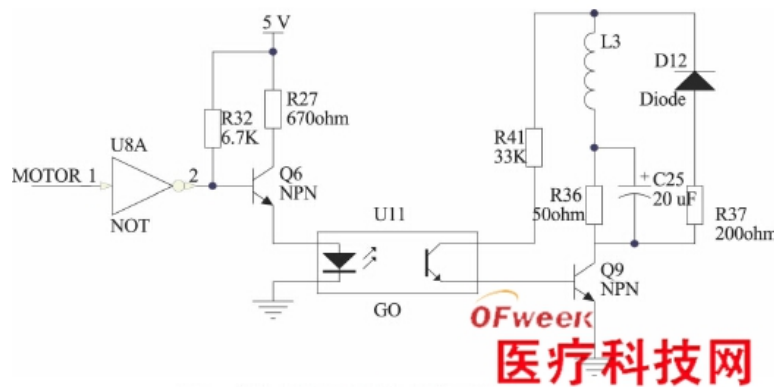 5 V
L3
D12
Diode
R32
6.7K
R27
670ohm
R41
33K
U8A
MOTOR 1
2
NOT
Q6
NPN
U11
GO
R36
50ohm
+
C25
20 uF
R37
200ohm
Q9
NPN
OFweek
医疗科技网